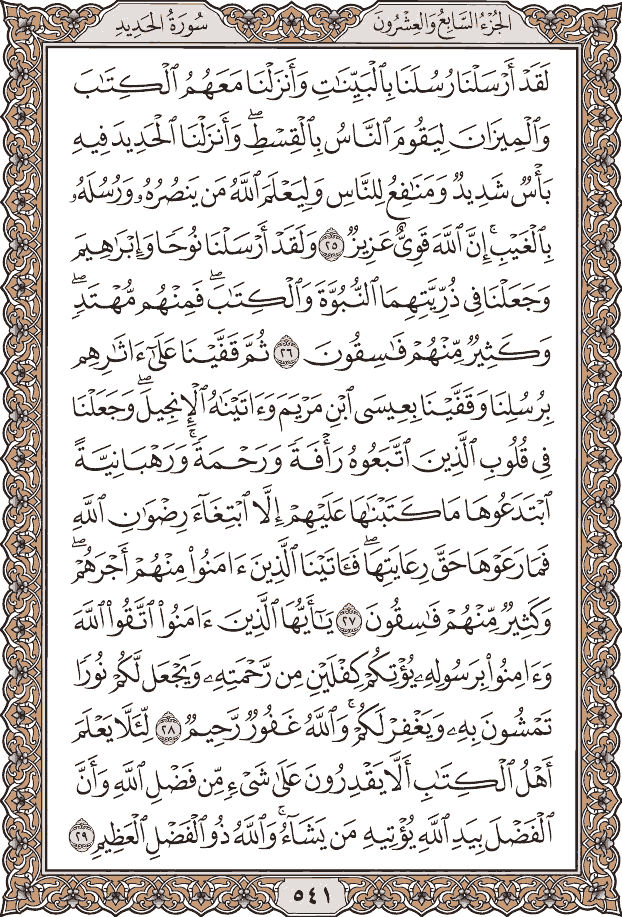 الجُزْءُ السَّابِعُ وَالعِشْرُونَ
سُورَةُ الحَدِيدِ
لَقَدۡ أَرۡسَلۡنَا رُسُلَنَا بِٱلۡبَيِّنَٰتِ وَأَنزَلۡنَا مَعَهُمُ ٱلۡكِتَٰبَ
وَٱلۡمِيزَانَ لِيَقُومَ ٱلنَّاسُ بِٱلۡقِسۡطِۖ وَأَنزَلۡنَا ٱلۡحَدِيدَ فِيهِ
بَأۡسٞ شَدِيدٞ وَمَنَٰفِعُ لِلنَّاسِ وَلِيَعۡلَمَ ٱللَّهُ مَن يَنصُرُهُۥ وَرُسُلَهُۥ
بِٱلۡغَيۡبِۚ إِنَّ ٱللَّهَ قَوِيٌّ عَزِيزٞ ٢٥ وَلَقَدۡ أَرۡسَلۡنَا نُوحٗا وَإِبۡرَٰهِيمَ
وَجَعَلۡنَا فِي ذُرِّيَّتِهِمَا ٱلنُّبُوَّةَ وَٱلۡكِتَٰبَۖ فَمِنۡهُم مُّهۡتَدٖۖ
وَكَثِيرٞ مِّنۡهُمۡ فَٰسِقُونَ ٢٦ ثُمَّ قَفَّيۡنَا عَلَىٰٓ ءَاثَٰرِهِم
بِرُسُلِنَا وَقَفَّيۡنَا بِعِيسَى ٱبۡنِ مَرۡيَمَ وَءَاتَيۡنَٰهُ ٱلۡإِنجِيلَۖ وَجَعَلۡنَا
فِي قُلُوبِ ٱلَّذِينَ ٱتَّبَعُوهُ رَأۡفَةٗ وَرَحۡمَةٗۚ وَرَهۡبَانِيَّةً
ٱبۡتَدَعُوهَا مَا كَتَبۡنَٰهَا عَلَيۡهِمۡ إِلَّا ٱبۡتِغَآءَ رِضۡوَٰنِ ٱللَّهِ
فَمَا رَعَوۡهَا حَقَّ رِعَايَتِهَاۖ فَـَٔاتَيۡنَا ٱلَّذِينَ ءَامَنُواْ مِنۡهُمۡ أَجۡرَهُمۡۖ
وَكَثِيرٞ مِّنۡهُمۡ فَٰسِقُونَ ٢٧ يَٰٓأَيُّهَا ٱلَّذِينَ ءَامَنُواْ ٱتَّقُواْ ٱللَّهَ
وَءَامِنُواْ بِرَسُولِهِۦ يُؤۡتِكُمۡ كِفۡلَيۡنِ مِن رَّحۡمَتِهِۦ وَيَجۡعَل لَّكُمۡ نُورٗا
تَمۡشُونَ بِهِۦ وَيَغۡفِرۡ لَكُمۡۚ وَٱللَّهُ غَفُورٞ رَّحِيمٞ ٢٨ لِّئَلَّا يَعۡلَمَ
أَهۡلُ ٱلۡكِتَٰبِ أَلَّا يَقۡدِرُونَ عَلَىٰ شَيۡءٖ مِّن فَضۡلِ ٱللَّهِ وَأَنَّ
ٱلۡفَضۡلَ بِيَدِ ٱللَّهِ يُؤۡتِيهِ مَن يَشَآءُۚ وَٱللَّهُ ذُو ٱلۡفَضۡلِ ٱلۡعَظِيمِ ٢٩
٥٤١